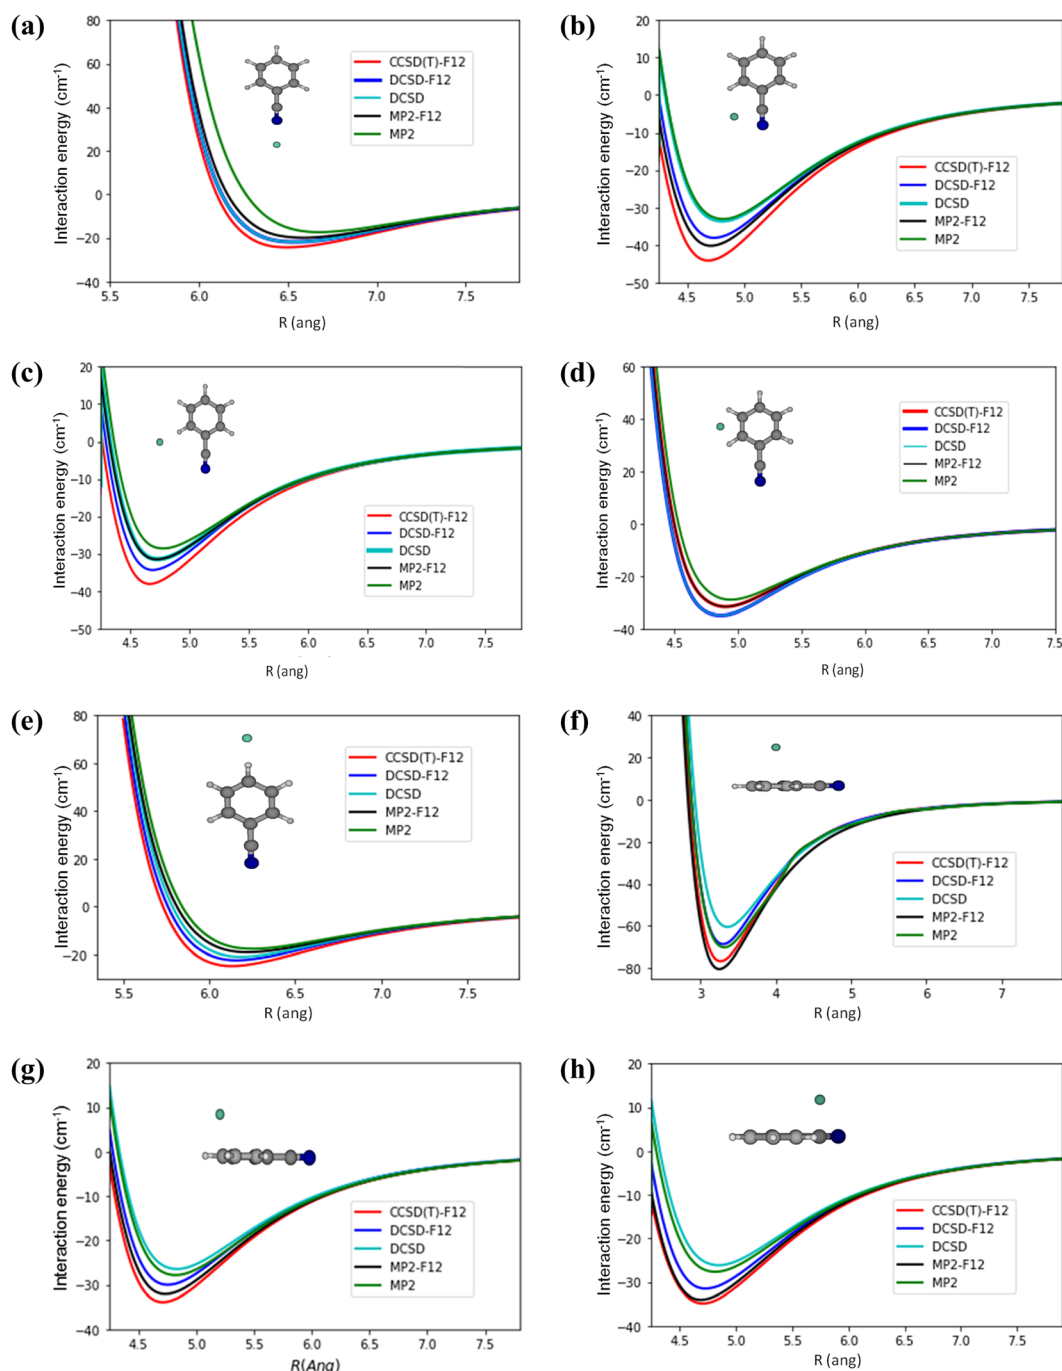 (a)
Interaction energy (cm⁻¹)
80
60
40
20
0
−20
−40
5.5 6.0 6.5 7.0 7.5
R (ang)
CCSD(T)-F12
DCSD-F12
DCSD
MP2-F12
MP2
(b)
Interaction energy (cm⁻¹)
20
10
0
−10
−20
−30
−40
−50
4.5 5.0 5.5 6.0 6.5 7.0 7.5
R (ang)
CCSD(T)-F12
DCSD-F12
DCSD
MP2-F12
MP2
(c)
Interaction energy (cm⁻¹)
20
10
0
−10
−20
−30
−40
−50
4.5 5.0 5.5 6.0 6.5 7.0 7.5
R (ang)
CCSD(T)-F12
DCSD-F12
DCSD
MP2-F12
MP2
(d)
Interaction energy (cm⁻¹)
60
40
20
0
−20
−40
4.5 5.0 5.5 6.0 6.5 7.0 7.5
R (ang)
CCSD(T)-F12
DCSD-F12
DCSD
MP2-F12
MP2
(e)
Interaction energy (cm⁻¹)
80
60
40
20
0
−20
5.5 6.0 6.5 7.0 7.5
R (ang)
CCSD(T)-F12
DCSD-F12
DCSD
MP2-F12
MP2
(f)
Interaction energy (cm⁻¹)
40
20
0
−20
−40
−60
−80
3 4 5 6 7
R (ang)
CCSD(T)-F12
DCSD-F12
DCSD
MP2-F12
MP2
(g)
Interaction energy (cm⁻¹)
20
10
0
−10
−20
−30
−40
4.5 5.0 5.5 6.0 6.5 7.0 7.5
R(Ang)
CCSD(T)-F12
DCSD-F12
DCSD
MP2-F12
MP2
(h)
Interaction energy (cm⁻¹)
20
10
0
−10
−20
−30
−40
4.5 5.0 5.5 6.0 6.5 7.0 7.5
R (ang)
CCSD(T)-F12
DCSD-F12
DCSD
MP2-F12
MP2